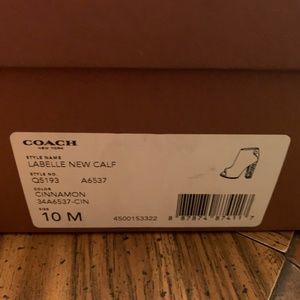 COACH
NEW YORK
STYLE NAME
LABELLE NEW CALF
STYLE NO.
Q5193 A6537
COLOR
CINNAMON
34A6537-CIN
SIZE
10 M
4500153322